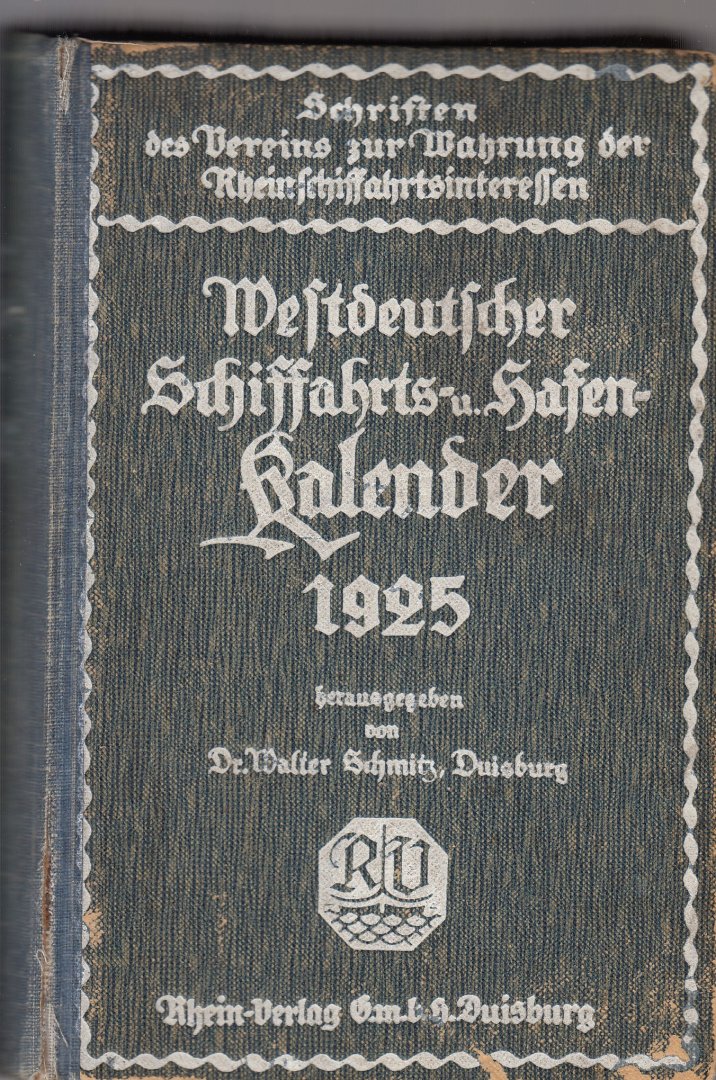 Schriften
des Vereins zur Wahrung der
Rheinschiffahrtsinteressen
Westdeutscher
Schiffahrts- u. Hafen-
Kalender
1925
herausgegeben
von
Dr. Walter Schmitz, Duisburg
RV
Rhein-Verlag G.m.b.H. Duisburg